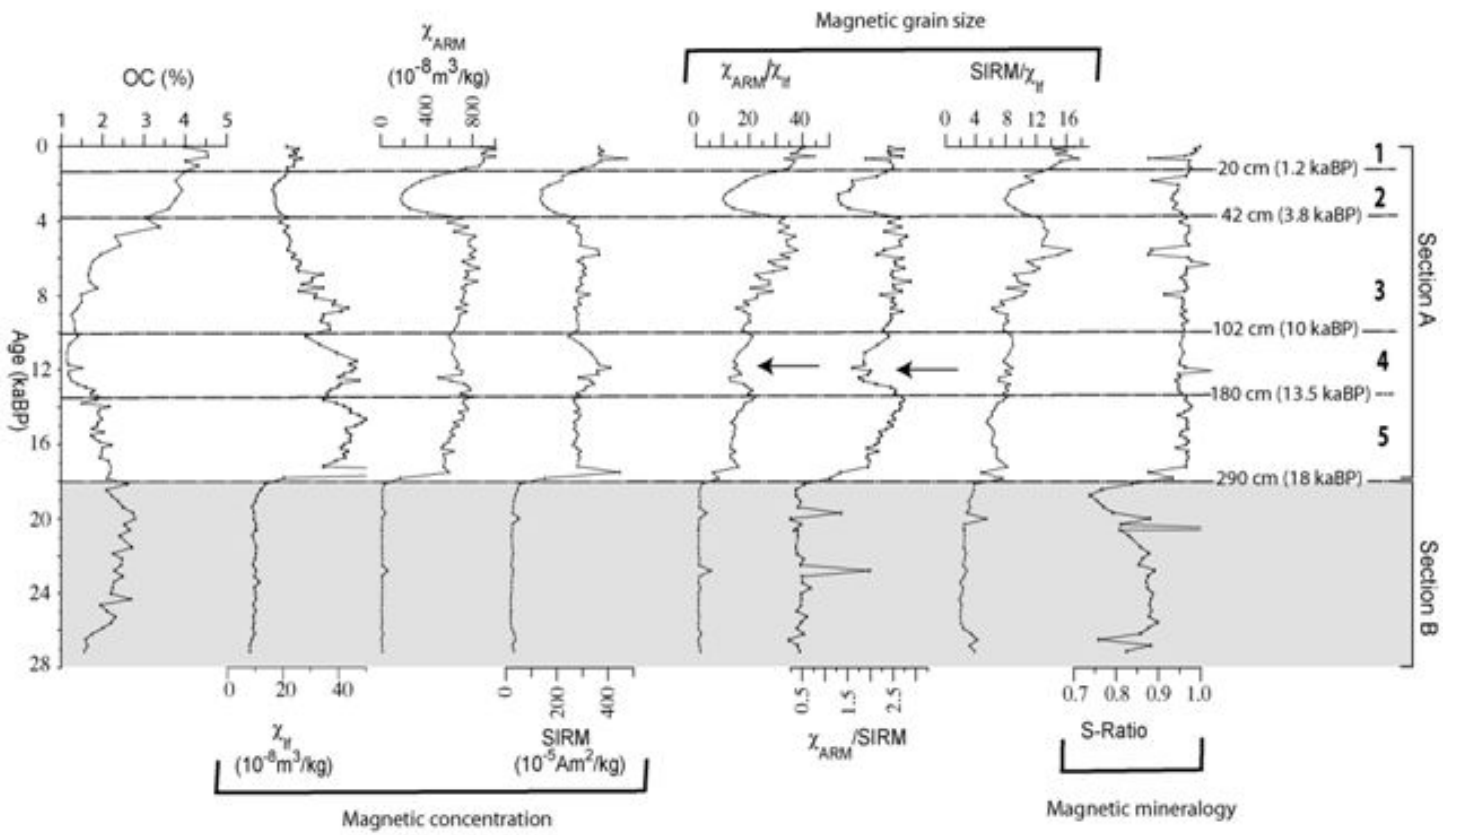 Magnetic grain size
χARM
OC (%)
(10-8m3/kg)
χARM/χlf
SIRM/χlf
1 2 3 4 5
0 400 800
0 20 40
0 4 8 12 16
0
4
8
12
16
20
24
28
Age (kaBP)
1
20 cm (1.2 kaBP)
2
42 cm (3.8 kaBP)
3
102 cm (10 kaBP)
4
180 cm (13.5 kaBP)
5
290 cm (18 kaBP)
Section A
Section B
0 20 40
0 200 400
0.5 1.5 2.5
0.7 0.8 0.9 1.0
χlf
(10-8m3/kg)
SIRM
(10-5Am2/kg)
χARM/SIRM
S-Ratio
Magnetic concentration
Magnetic mineralogy